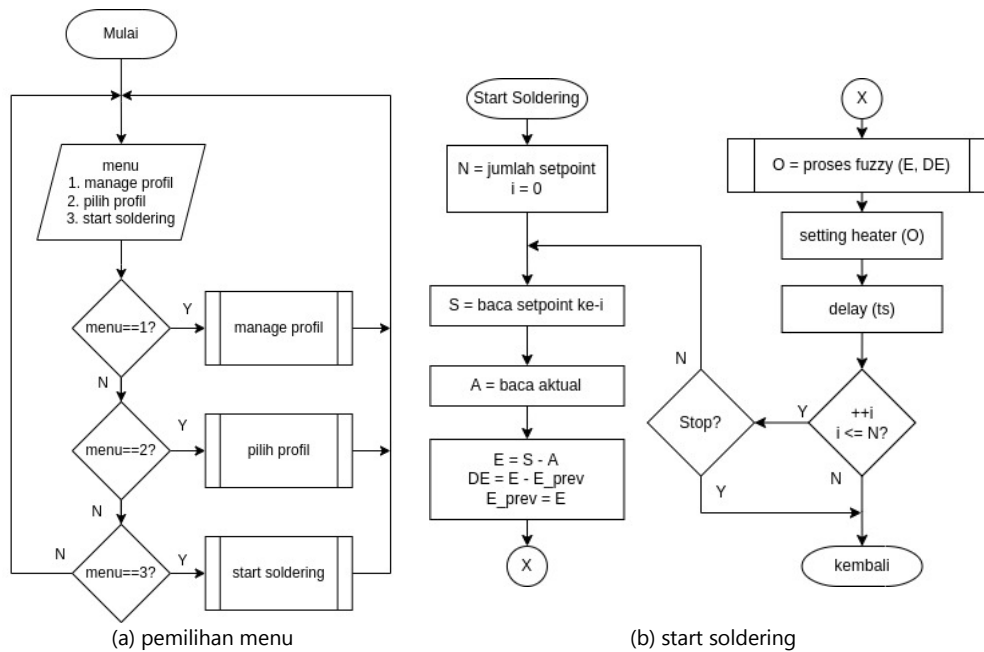 Mulai
menu
1. manage profil
2. pilih profil
3. start soldering
menu==1?
Y
manage profil
N
menu==2?
Y
pilih profil
N
menu==3?
N
Y
start soldering
(a) pemilihan menu
Start Soldering
N = jumlah setpoint
i = 0
S = baca setpoint ke-i
A = baca aktual
E = S - A
DE = E - E_prev
E_prev = E
X
X
O = proses fuzzy (E, DE)
setting heater (O)
delay (ts)
++i
i <= N?
Y
N
Stop?
N
Y
kembali
(b) start soldering